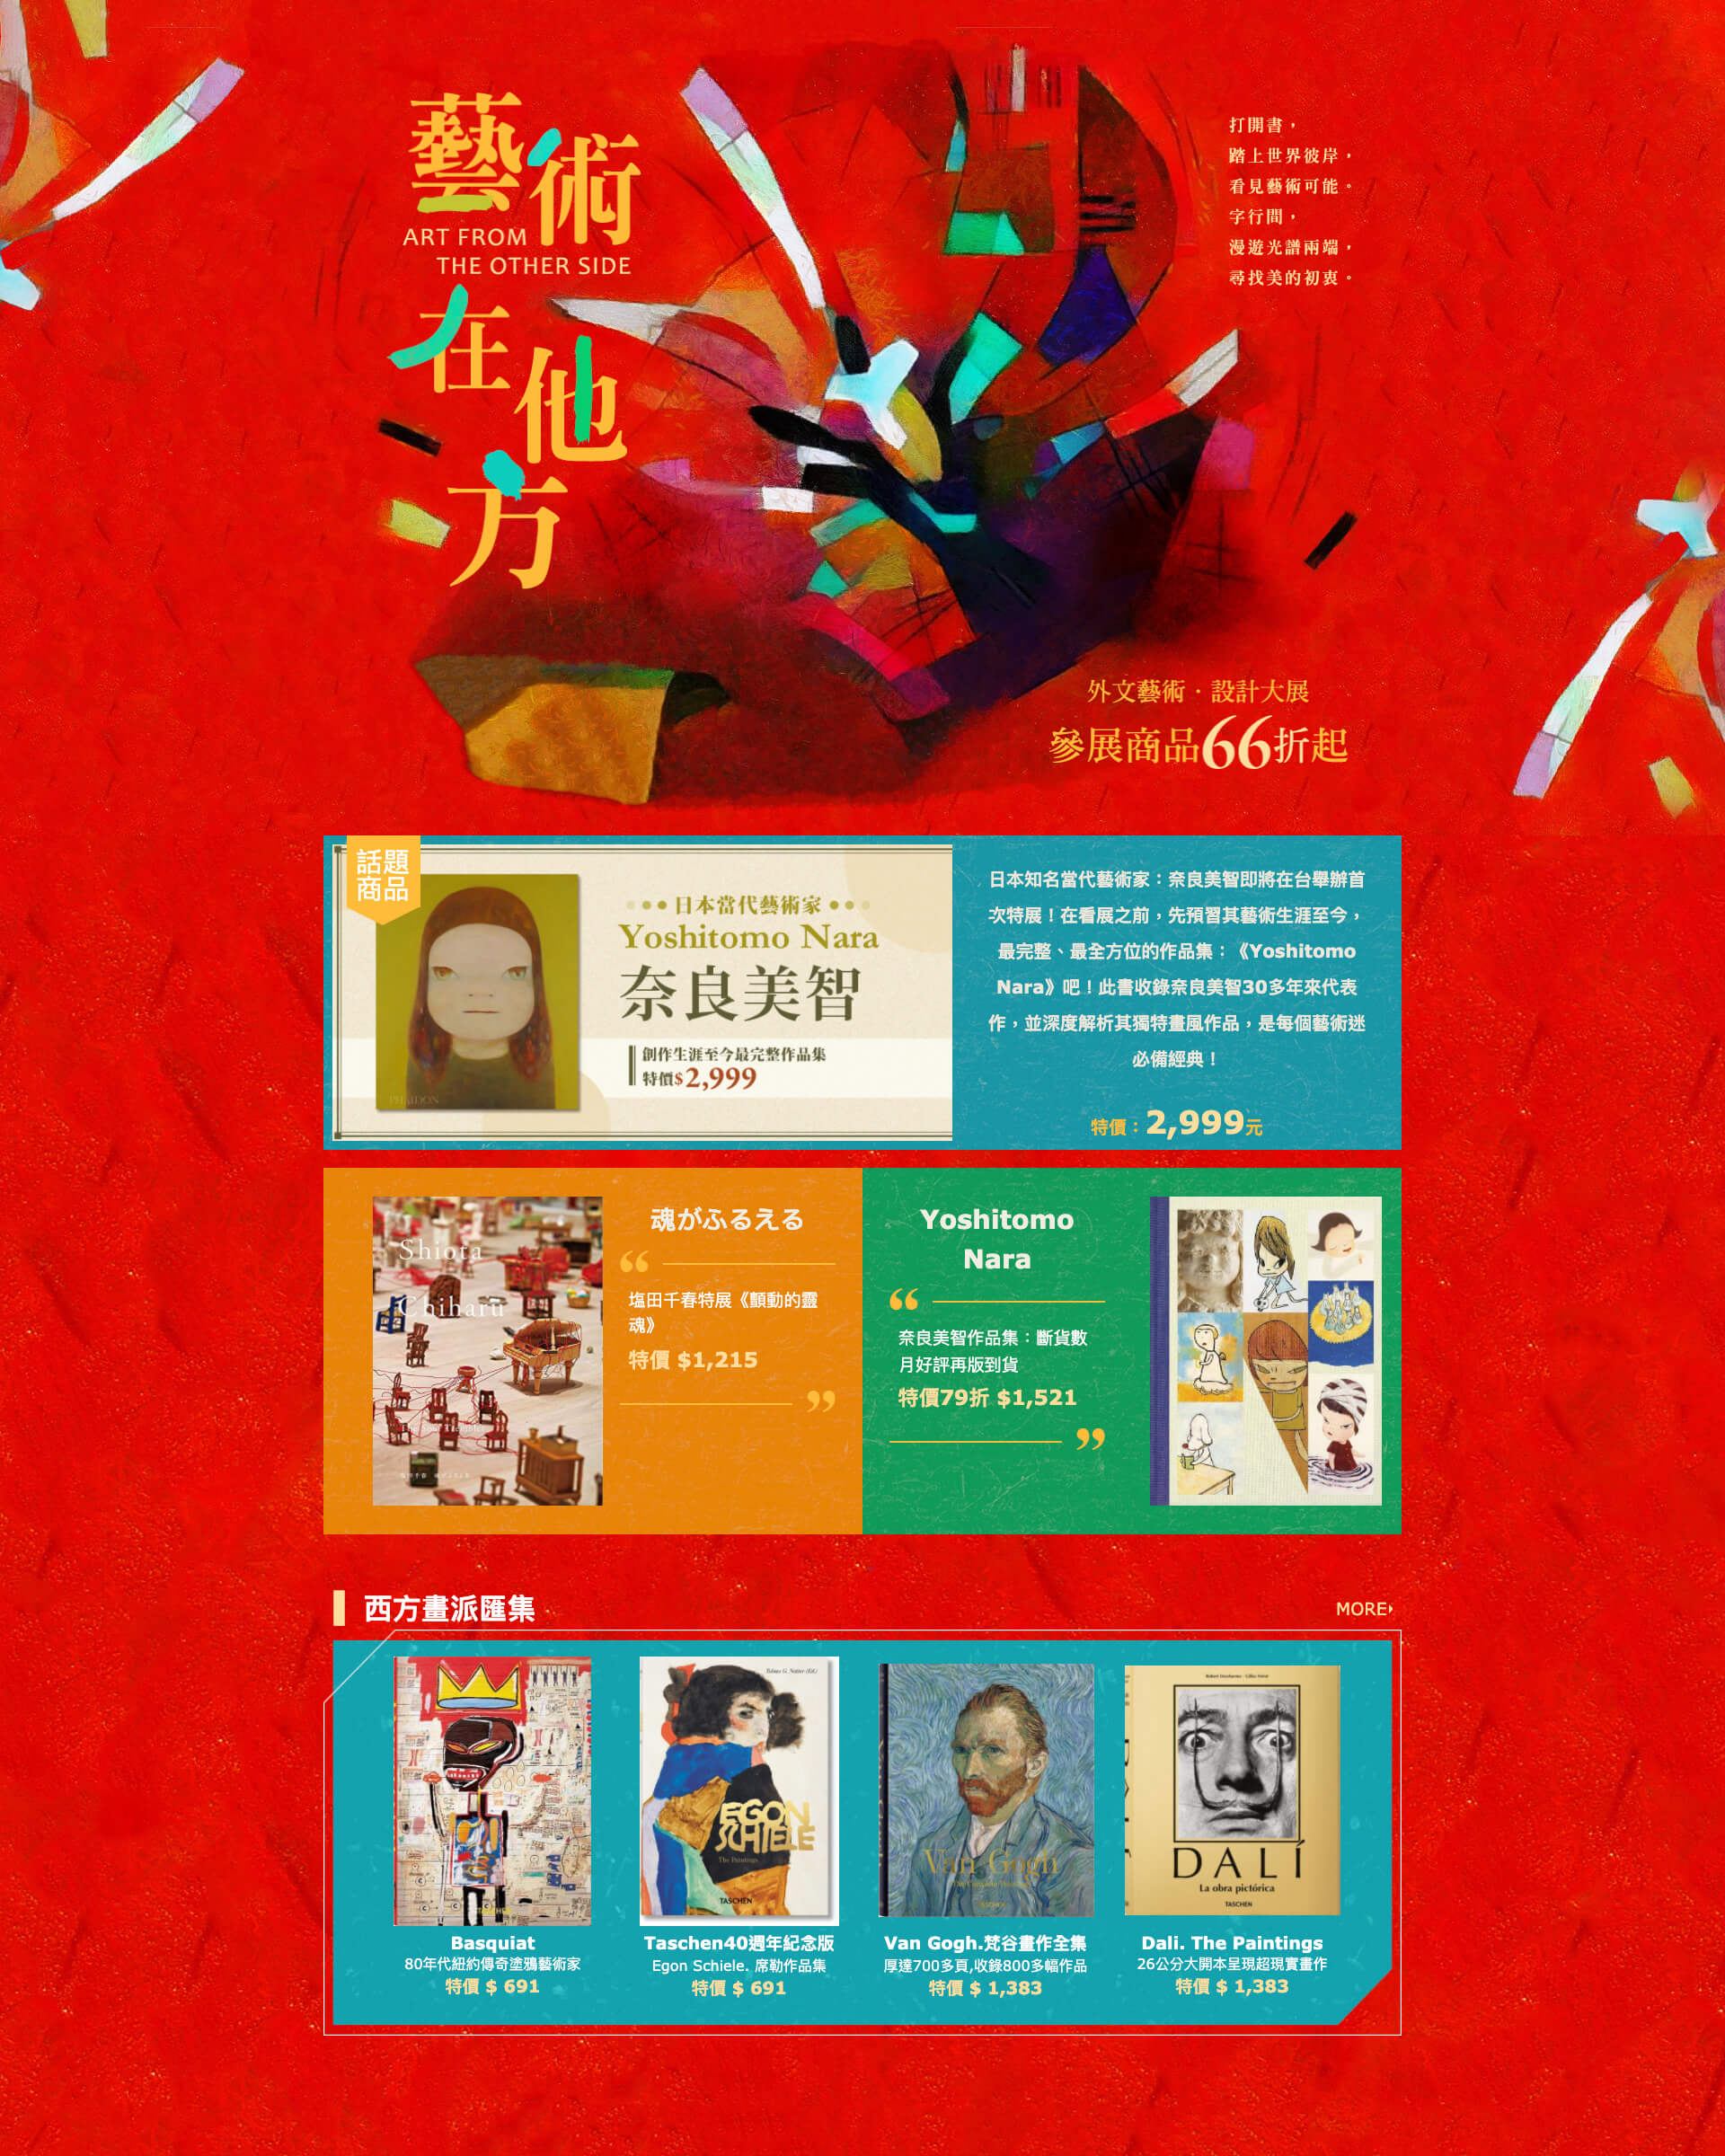 藝術
ART FROM
THE OTHER SIDE
在他方
打開書，
踏上世界彼岸，
看見藝術可能。
字行間，
漫遊光譜兩端，
尋找美的初衷。
外文藝術．設計大展
參展商品66折起
話題
商品
日本當代藝術家
Yoshitomo Nara
奈良美智
創作生涯至今最完整作品集
特價$2,999
PHAIDON
日本知名當代藝術家：奈良美智即將在台舉辦首
次特展！在看展之前，先預習其藝術生涯至今，
最完整、最全方位的作品集：《Yoshitomo
Nara》吧！此書收錄奈良美智30多年來代表
作，並深度解析其獨特畫風作品，是每個藝術迷
必備經典！
特價：2,999元
Shiota
Chiharu
魂がふるえる
“
塩田千春特展《顫動的靈
魂》
特價 $1,215
”
Yoshitomo
Nara
“
奈良美智作品集：斷貨數
月好評再版到貨
特價79折 $1,521
”
西方畫派匯集
MORE
EGON
SCHIELE
The Paintings
TASCHEN
Van Gogh
DALÍ
La obra pictórica
TASCHEN
Basquiat
80年代紐約傳奇塗鴉藝術家
特價 $ 691
Taschen40週年紀念版
Egon Schiele. 席勒作品集
特價 $ 691
Van Gogh.梵谷畫作全集
厚達700多頁,收錄800多幅作品
特價 $ 1,383
Dali. The Paintings
26公分大開本呈現超現實畫作
特價 $ 1,383